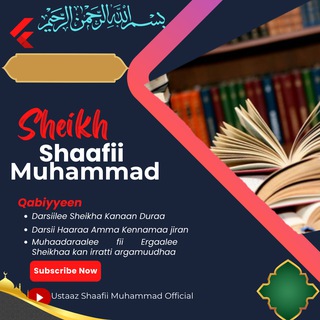 بسم الله الرحمن الرحيم
Sheikh
Shaafii
Muhammad
Qabiyyeen
• Darsiilee Sheikha Kanaan Duraa
• Darsii Haaraa Amma Kennamaa jiran
• Muhaadaraalee fii Ergaalee
Sheikhaa kan irratti argamuudhaa
Subscribe Now
Ustaaz Shaafii Muhammad Official